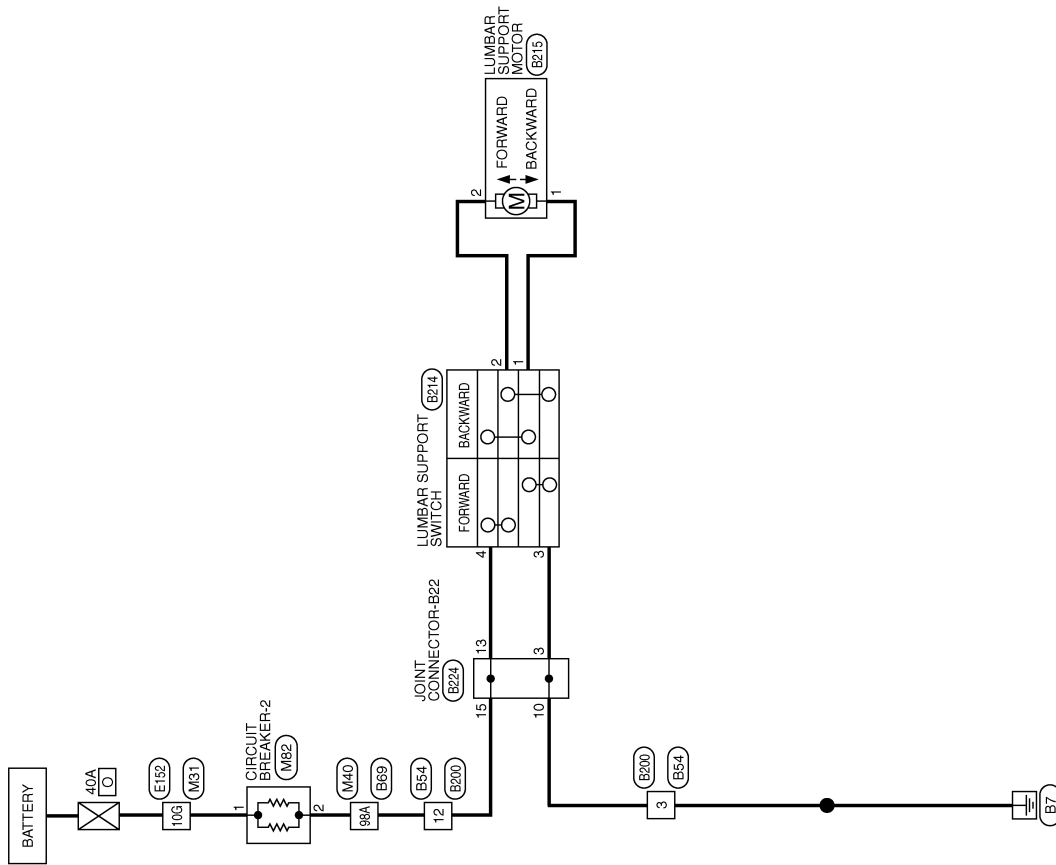 BATTERY
40A
O
E152
10G
M31
CIRCUIT
BREAKER-2
M82
1
2
M40
98A
B69
B54
12
B200
JOINT
CONNECTOR-B22
B224
15
13
10
3
LUMBAR SUPPORT
SWITCH
B214
FORWARD
BACKWARD
4
3
2
1
LUMBAR
SUPPORT
MOTOR
B215
2
M
FORWARD
BACKWARD
1
B200
3
B54
B7